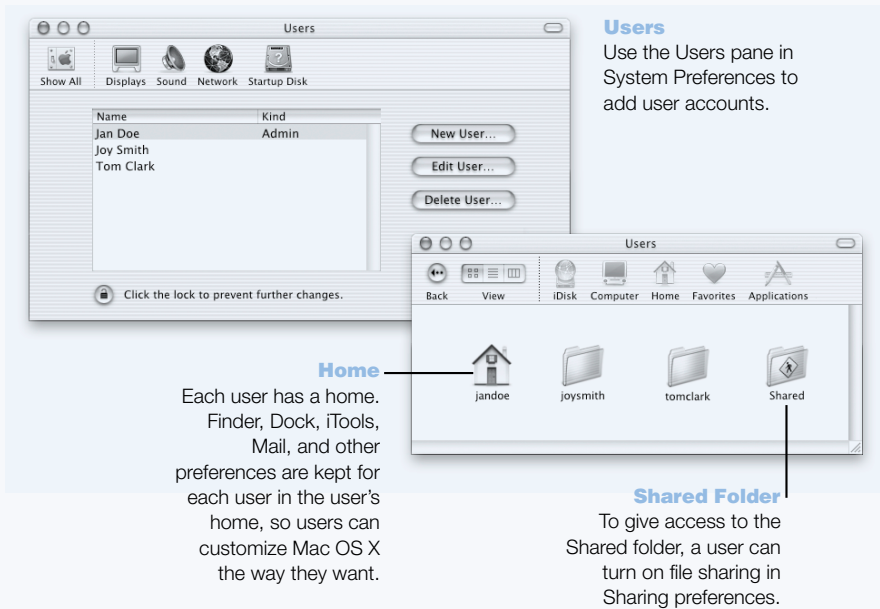 Users
Show All Displays Sound Network Startup Disk
Name Kind
Jan Doe Admin
Joy Smith
Tom Clark
New User...
Edit User...
Delete User...
Click the lock to prevent further changes.
Users
Use the Users pane in
System Preferences to
add user accounts.
Users
Back View iDisk Computer Home Favorites Applications
jandoe joysmith tomclark Shared
Home
Each user has a home.
Finder, Dock, iTools,
Mail, and other
preferences are kept for
each user in the user’s
home, so users can
customize Mac OS X
the way they want.
Shared Folder
To give access to the
Shared folder, a user can
turn on file sharing in
Sharing preferences.